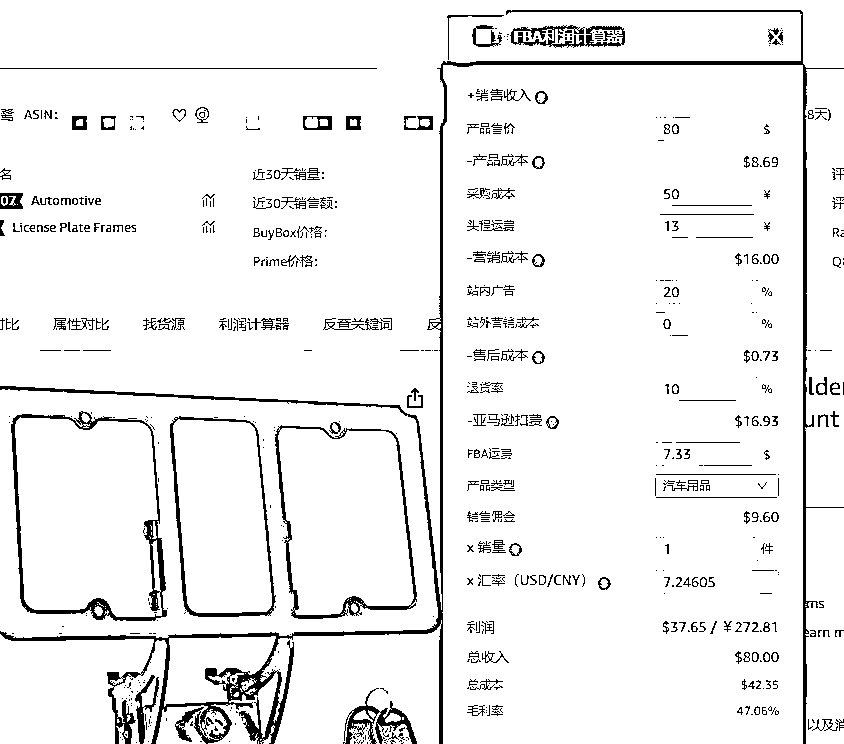 FBA利润计算器
ASIN:
+销售收入
产品售价 80 $
-产品成本 $8.69
采购成本 50 ¥
头程运费 13 ¥
-营销成本 $16.00
站内广告 20 %
站外营销成本 0 %
-售后成本 $0.73
退货率 10 %
-亚马逊扣费 $16.93
FBA运费 7.33 $
产品类型 汽车用品
销售佣金 $9.60
x 销量 1 件
x 汇率（USD/CNY） 7.24605
利润 $37.65 / ¥272.81
总收入 $80.00
总成本 $42.35
毛利率 47.06%
名
Automotive
License Plate Frames
近30天销量:
近30天销售额:
BuyBox价格:
Prime价格:
对比 属性对比 找货源 利润计算器 反查关键词 反
8天)
评
评
Ra
Q&
lder
unt
ms
earn m
以及消